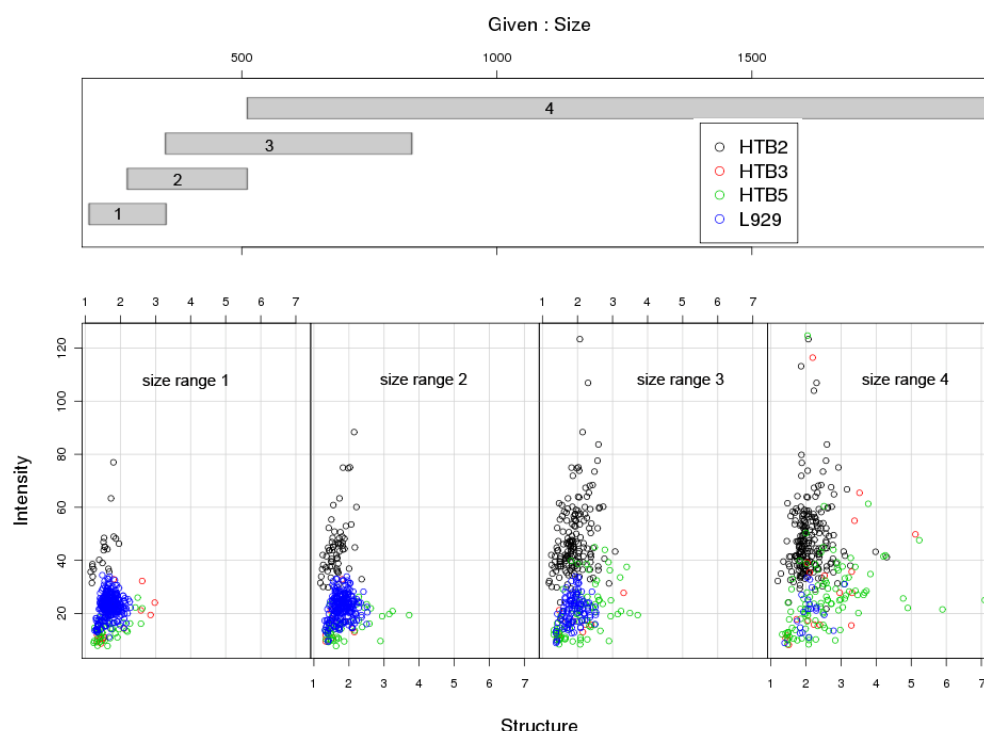 Given : Size
500 1000 1500
4
3
2
1
HTB2
HTB3
HTB5
L929
1 2 3 4 5 6 7 1 2 3 4 5 6 7
Intensity
20 40 60 80 100 120
size range 1 size range 2 size range 3 size range 4
1 2 3 4 5 6 7 1 2 3 4 5 6 7
Structure